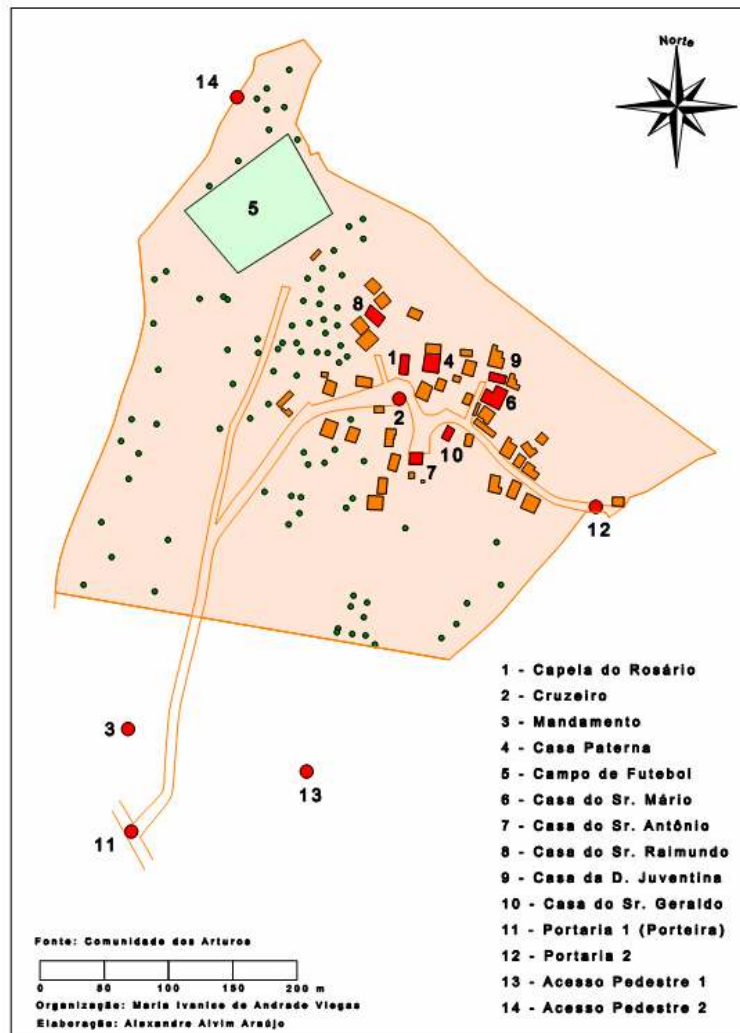 Norte
14
5
8
1
4
9
6
2
10
7
12
3
13
11
1 - Capela do Rosário
2 - Cruzeiro
3 - Mandamento
4 - Casa Paterna
5 - Campo de Futebol
6 - Casa do Sr. Mário
7 - Casa do Sr. Antônio
8 - Casa do Sr. Raimundo
9 - Casa da D. Juventina
10 - Casa do Sr. Geraldo
11 - Portaria 1 (Porteira)
12 - Portaria 2
13 - Acesso Pedestre 1
14 - Acesso Pedestre 2
Fonte: Comunidade dos Arturos
0 50 100 150 200 m
Organização: Maria Ivanise de Andrade Viegas
Elaboração: Alexandre Alvim Araújo